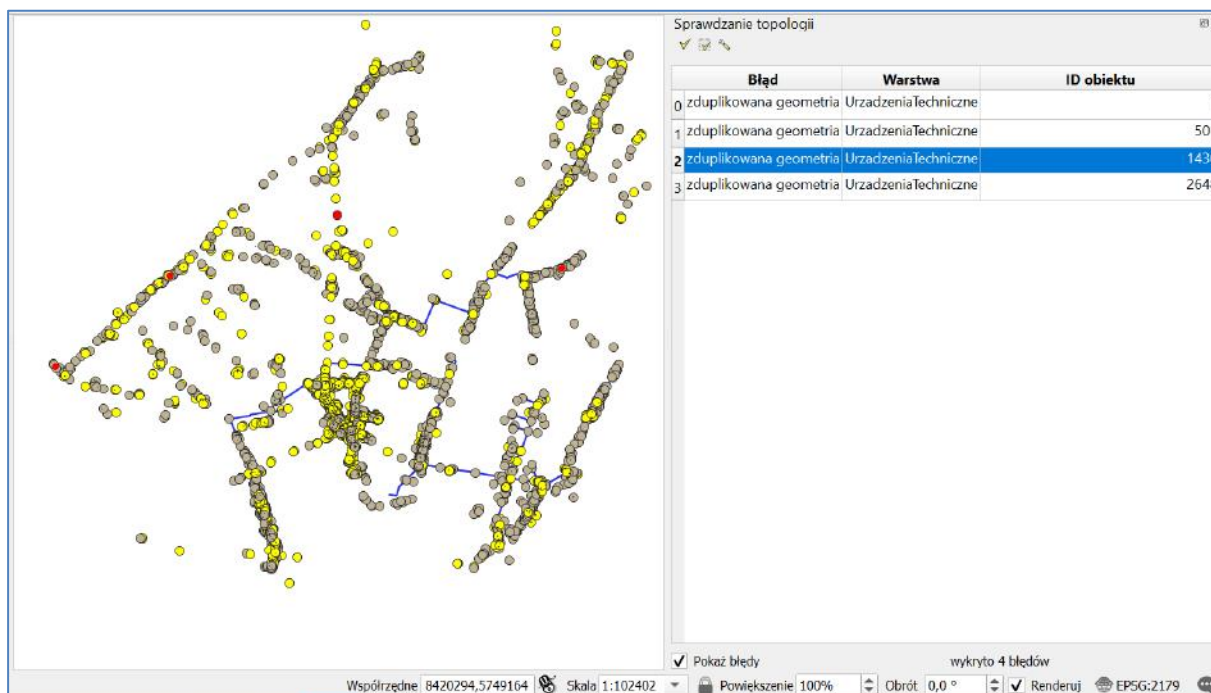 Sprawdzanie topologii
Błąd Warstwa ID obiektu
0 zduplikowana geometria UrzadzeniaTechniczne
1 zduplikowana geometria UrzadzeniaTechniczne 50
2 zduplikowana geometria UrzadzeniaTechniczne 143
3 zduplikowana geometria UrzadzeniaTechniczne 264
Pokaż błędy wykryto 4 błędów
Współrzędne 8420294,5749164 Skala 1:102402 Powiększenie 100% Obrót 0,0 ° Renderuj EPSG:2179